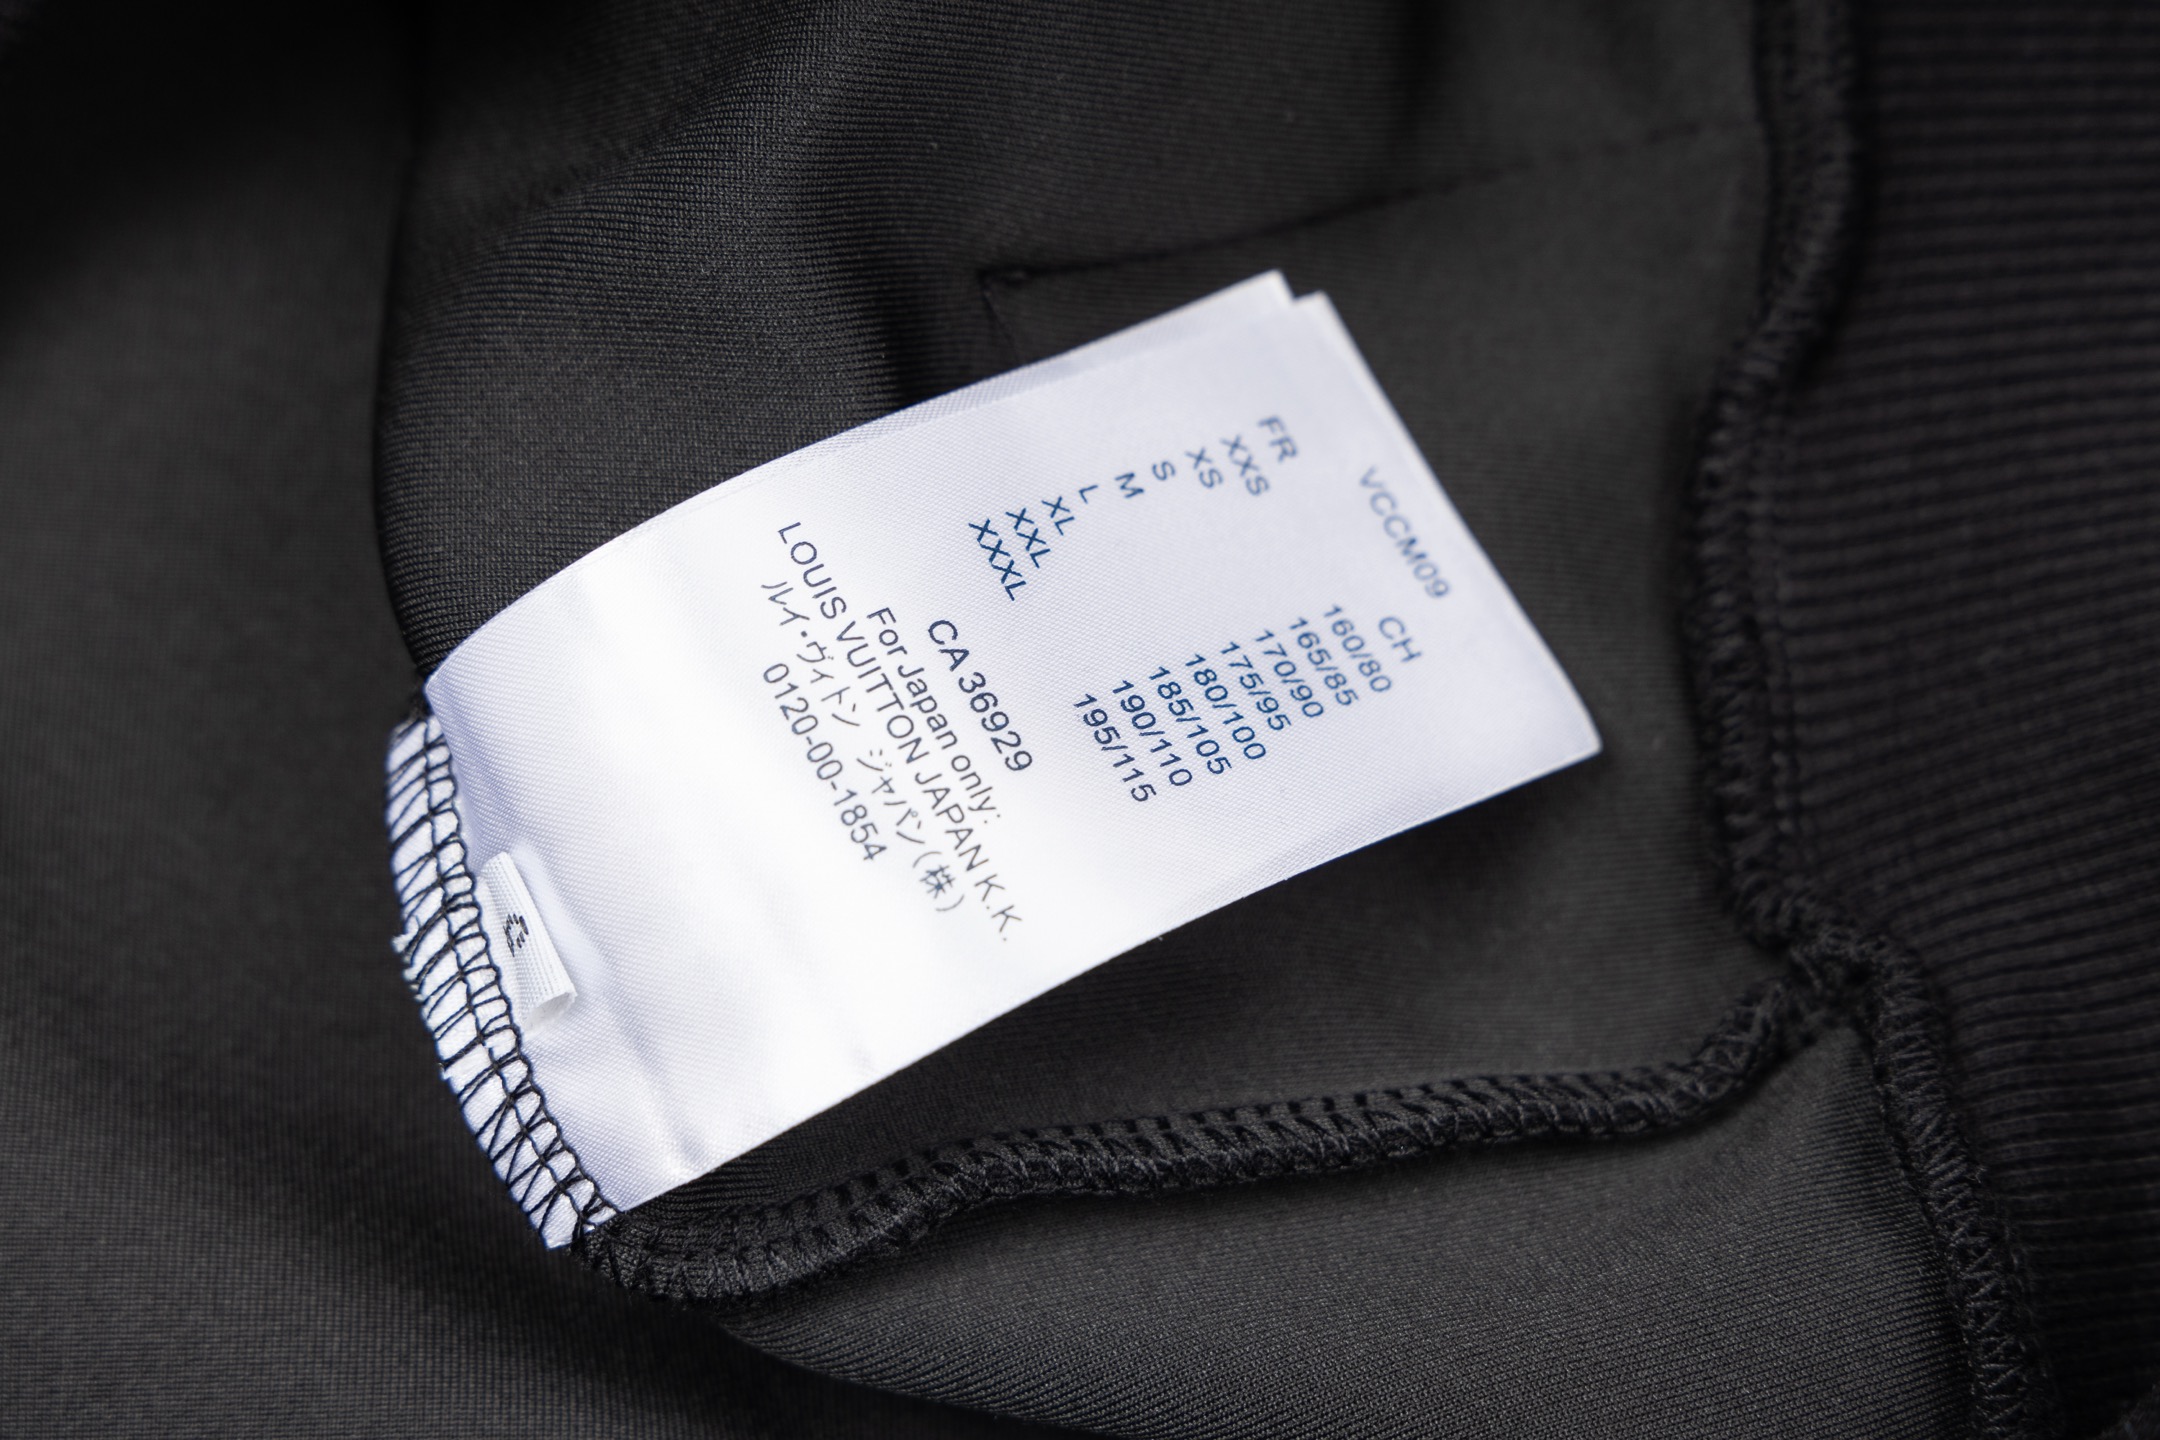 VCCM09
FR CH
XXS 160/80
XS 165/85
S 170/90
M 175/95
L 180/100
XL 185/105
XXL 190/110
XXXL 195/115
CA 36929
For Japan only:
LOUIS VUITTON JAPAN K.K.
ルイ・ヴィトン ジャパン(株)
0120-00-1854